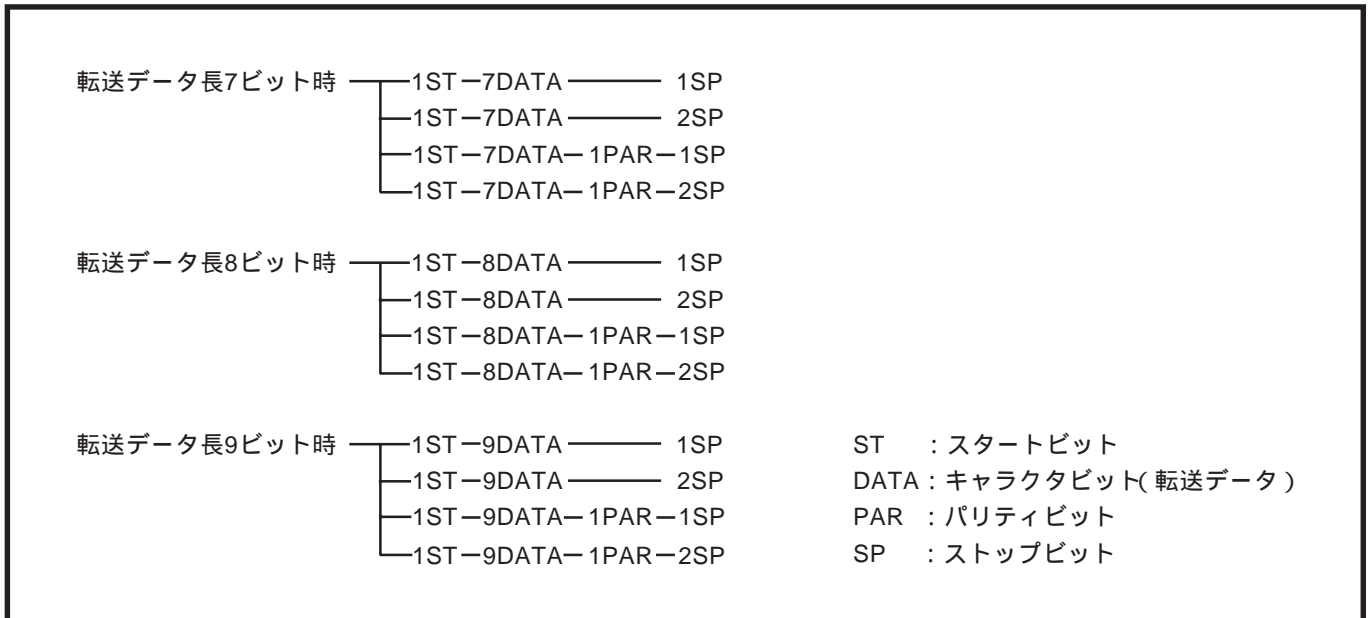 転送データ長7ビット時 1ST－7DATA 1SP
1ST－7DATA 2SP
1ST－7DATA－1PAR－1SP
1ST－7DATA－1PAR－2SP
転送データ長8ビット時 1ST－8DATA 1SP
1ST－8DATA 2SP
1ST－8DATA－1PAR－1SP
1ST－8DATA－1PAR－2SP
転送データ長9ビット時 1ST－9DATA 1SP
1ST－9DATA 2SP
1ST－9DATA－1PAR－1SP
1ST－9DATA－1PAR－2SP
ST ：スタートビット
DATA：キャラクタビット(転送データ)
PAR ：パリティビット
SP ：ストップビット